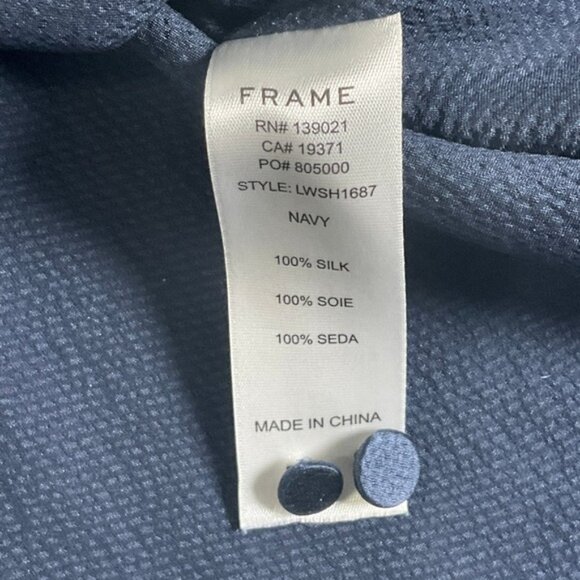 FRAME
RN# 139021
CA# 19371
PO# 805000
STYLE: LWSH1687
NAVY
100% SILK
100% SOIE
100% SEDA
MADE IN CHINA